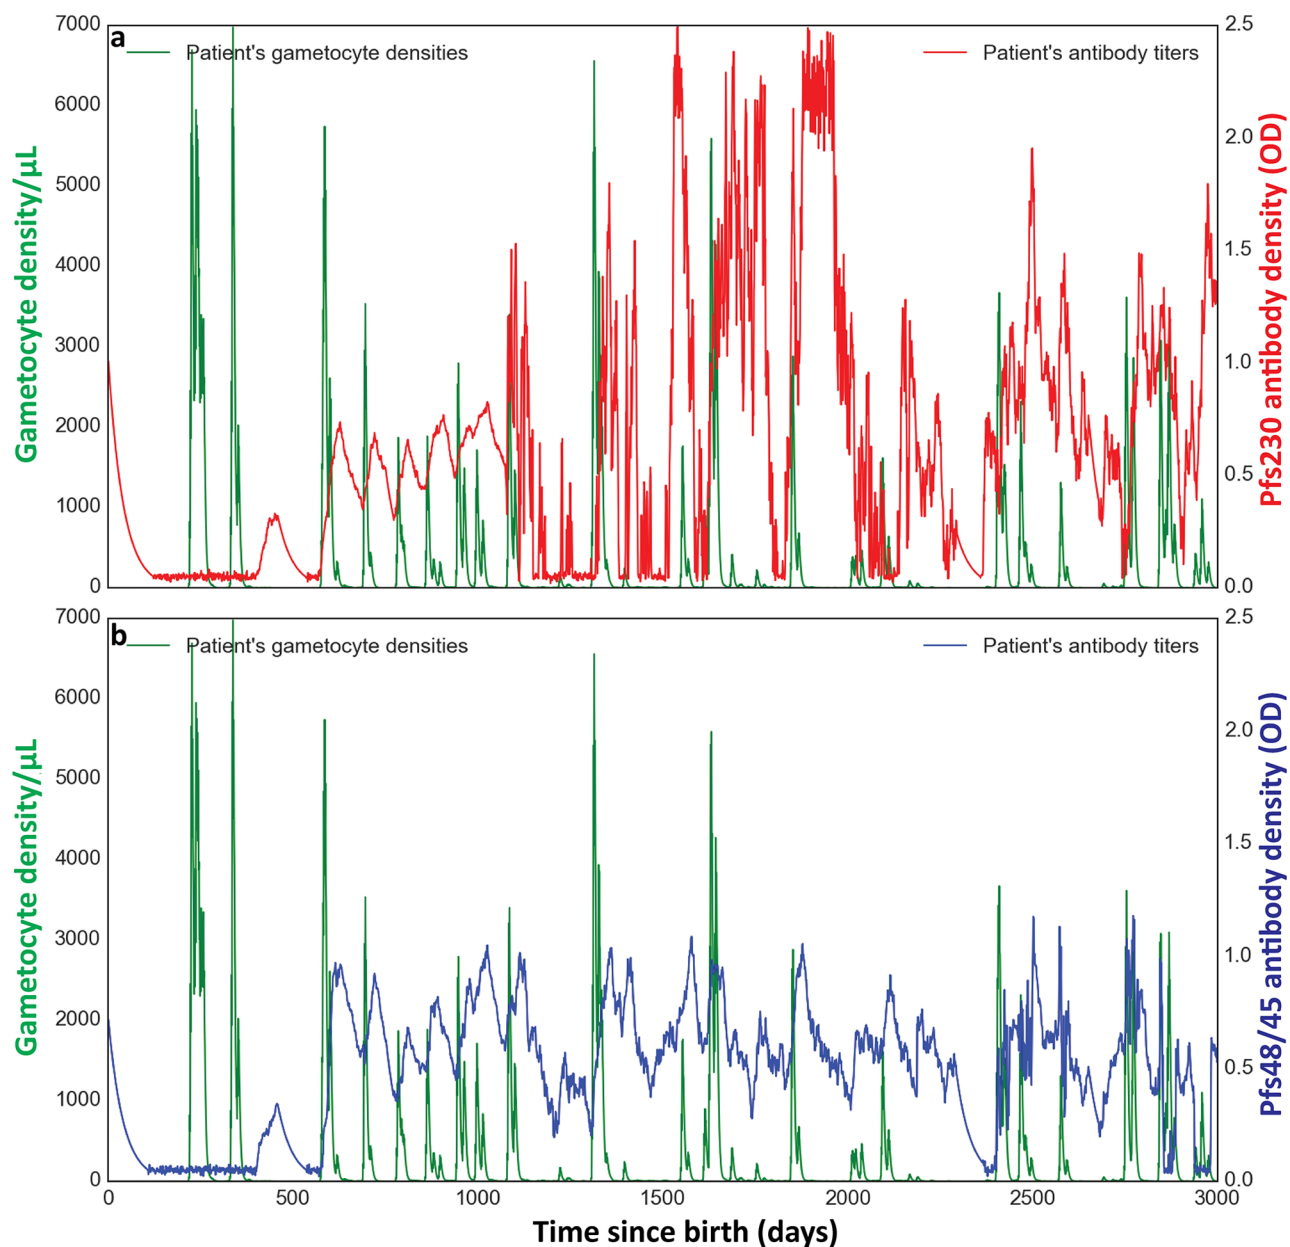 a
Patient's gametocyte densities
Patient's antibody titers
7000
6000
5000
4000
3000
2000
1000
0
Gametocyte density/µL
2.5
2.0
1.5
1.0
0.5
0.0
Pfs230 antibody density (OD)
b
Patient's gametocyte densities
Patient's antibody titers
7000
6000
5000
4000
3000
2000
1000
0
Gametocyte density/µL
2.5
2.0
1.5
1.0
0.5
0.0
Pfs48/45 antibody density (OD)
0 500 1000 1500 2000 2500 3000
Time since birth (days)